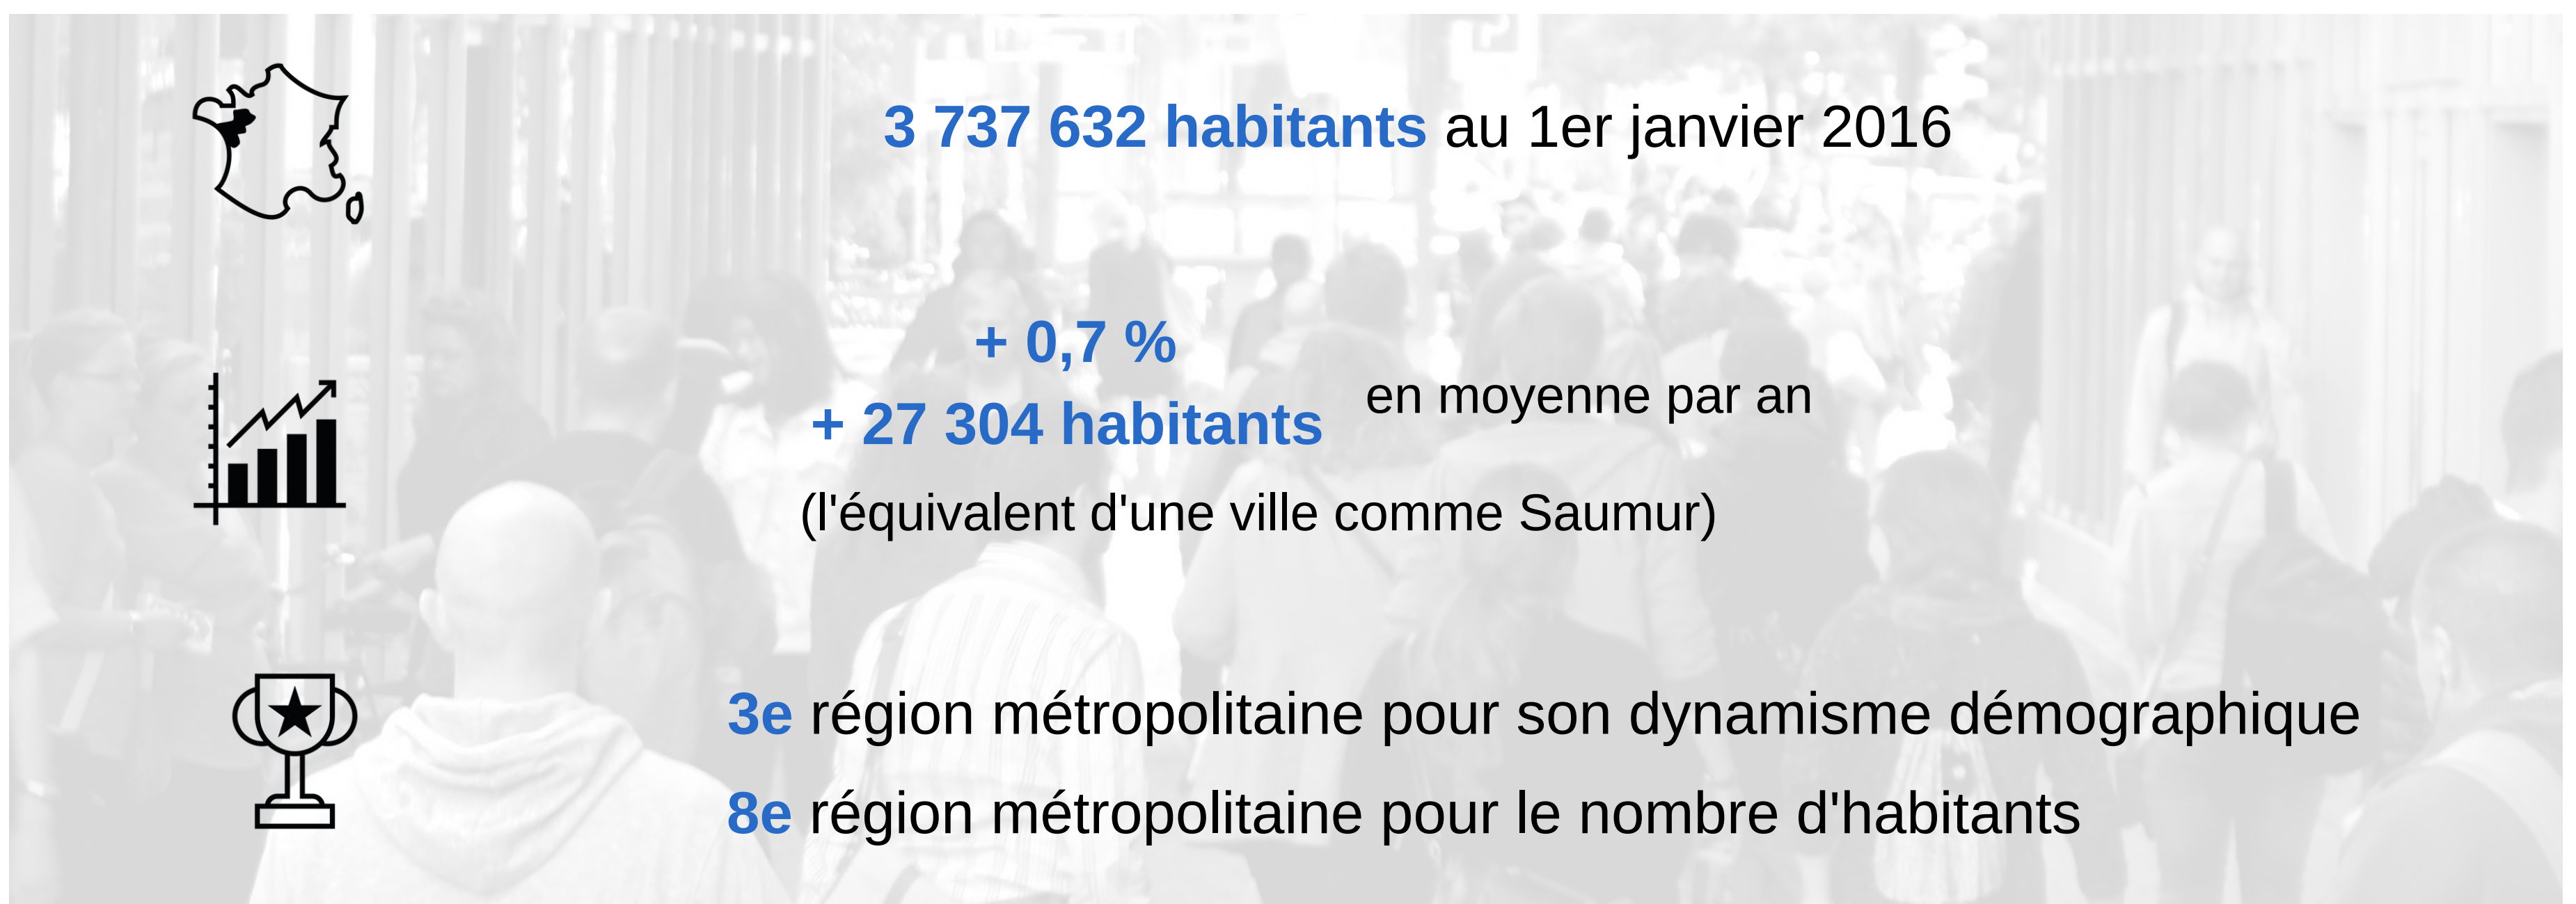 3 737 632 habitants au 1er janvier 2016
+ 0,7 %
+ 27 304 habitants
en moyenne par an
(l'équivalent d'une ville comme Saumur)
3e région métropolitaine pour son dynamisme démographique
8e région métropolitaine pour le nombre d'habitants